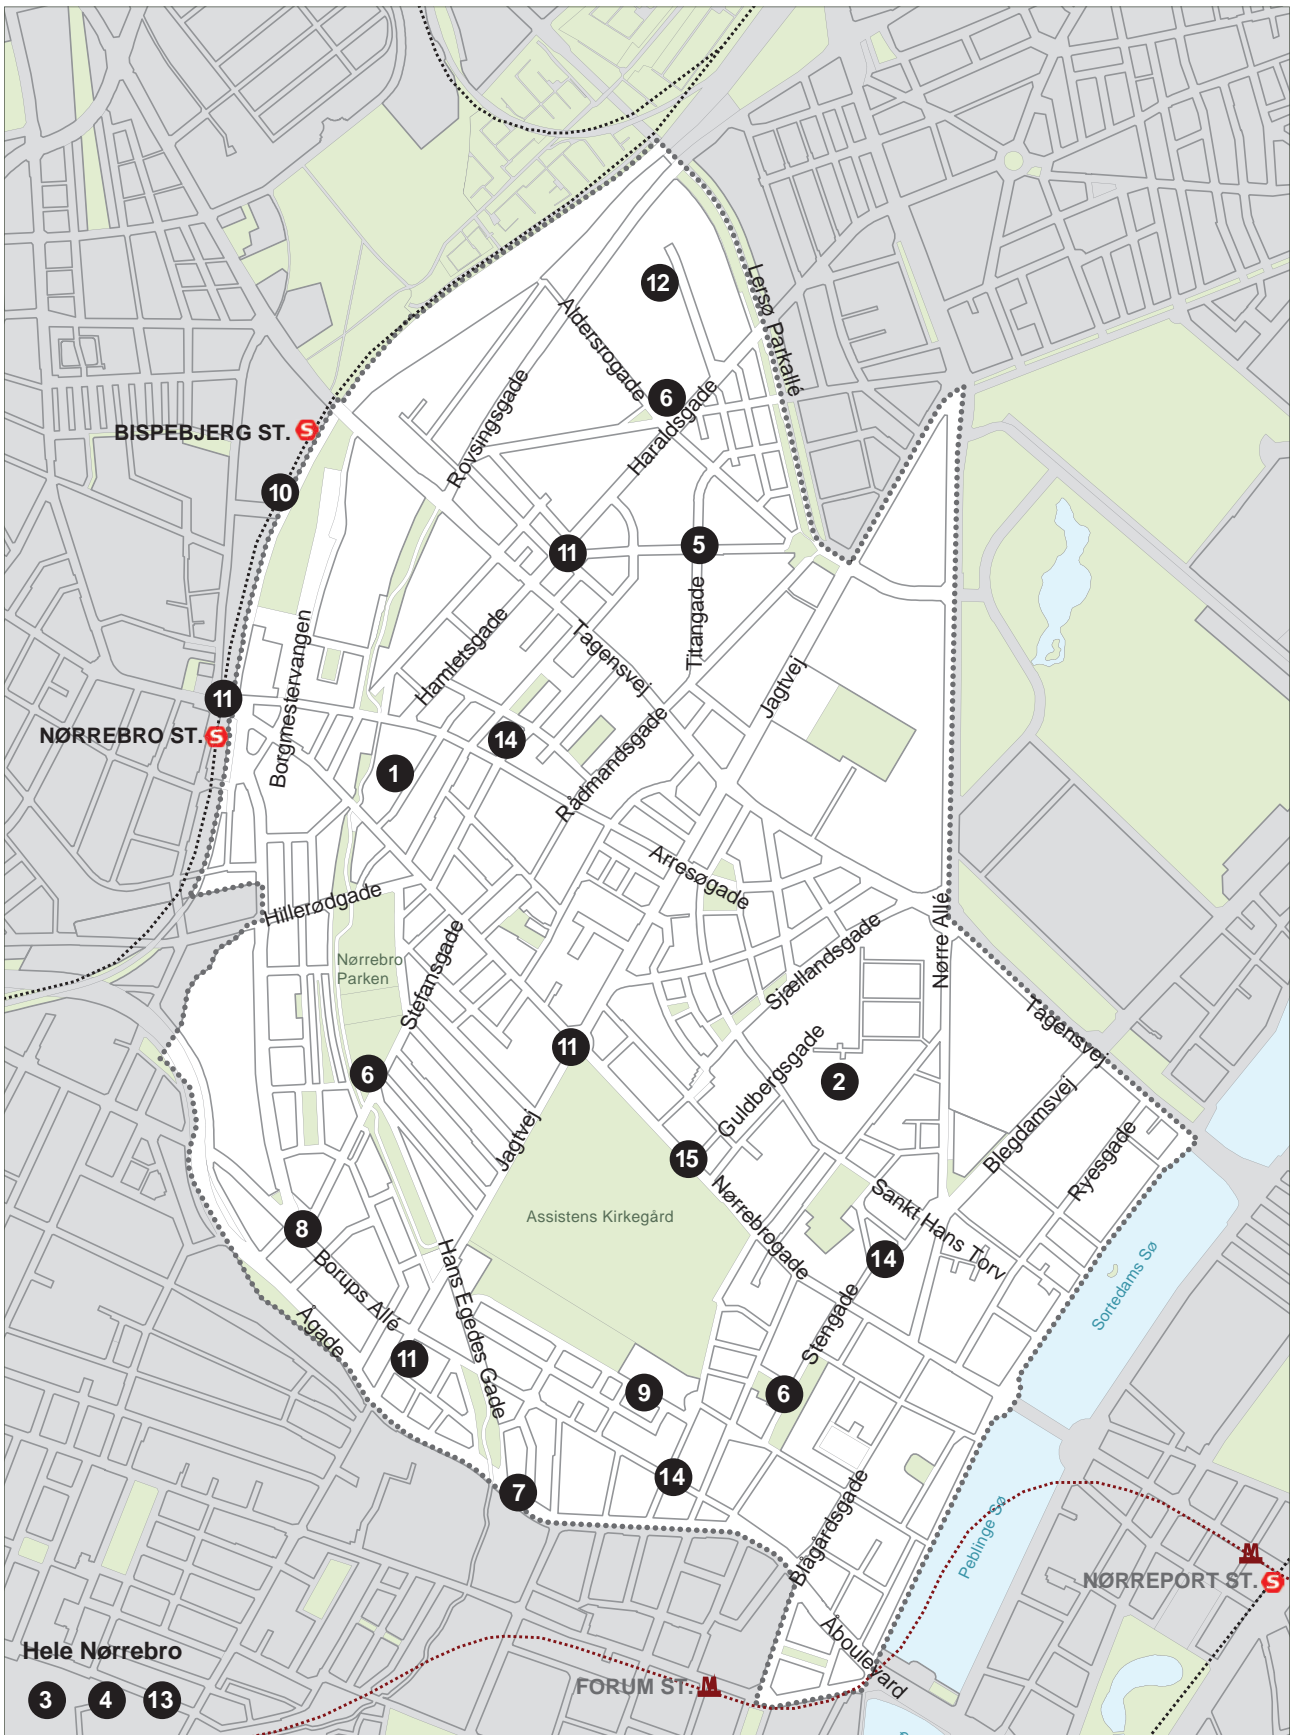 12
Lersø Parkallé
Aldersrogade
6
Haraldsgade
Rovsingsgade
BISPEBJERG ST. S
10
11
5
Titangade
Hamletsgade
Tagensvej
Jagtvej
Borgmestervangen
11
NØRREBRO ST. S
14
1
Rådmandsgade
Arresøgade
Hillerødgade
Nørrebro
Parken
Stefansgade
Sjællandsgade
Nørre Allé
Tagensvej
11
6
2
Guldbergsgade
Blegdamsvej
Ryesgade
Jagtvej
15
Nørrebrogade
Sankt Hans Torv
Assistens Kirkegård
8
14
Borups Allé
Hans Egedes Gade
Ågade
Stengade
Sortedams Sø
11
9
6
14
7
Blågårdsgade
Peblinge Sø
M
NØRREPORT ST. S
Åboulevard
Hele Nørrebro
FORUM ST. M
3 4 13